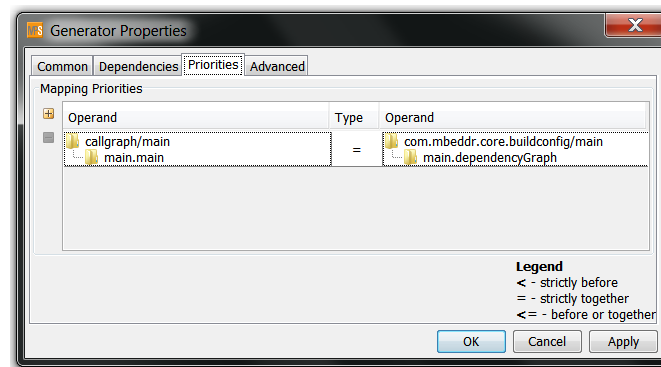 MPS Generator Properties
Common Dependencies Priorities Advanced
Mapping Priorities
Operand Type Operand
callgraph/main = com.mbeddr.core.buildconfig/main
main.main main.dependencyGraph
Legend
< - strictly before
= - strictly together
<= - before or together
OK Cancel Apply